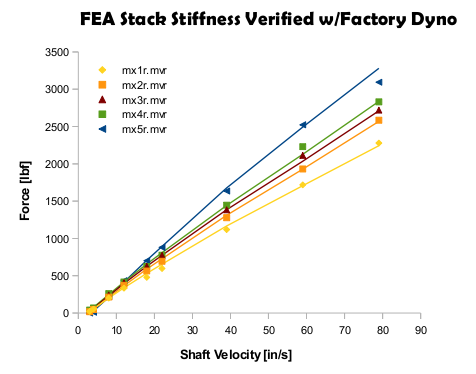 FEA Stack Stiffness Verified w/Factory Dyno
3500
3000
2500
2000
1500
1000
500
0
Force [lbf]
mx1r.mvr
mx2r.mvr
mx3r.mvr
mx4r.mvr
mx5r.mvr
0 10 20 30 40 50 60 70 80 90
Shaft Velocity [in/s]